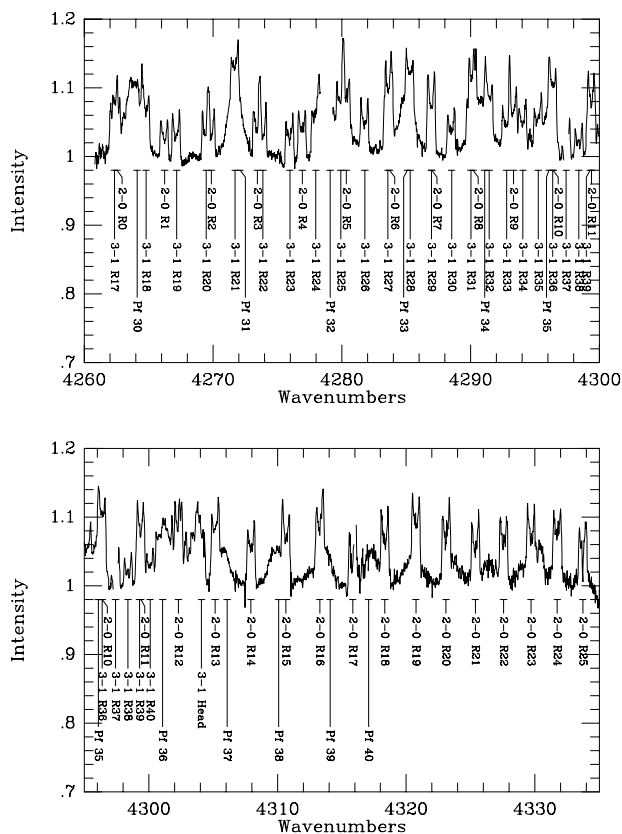 1.2
1.1
1
.9
.8
.7
Intensity
2-0 R0
2-0 R1
2-0 R2
2-0 R3
2-0 R4
2-0 R5
2-0 R6
2-0 R7
2-0 R8
2-0 R9
2-0 R10
2-0 R11
3-1 R17
3-1 R18
3-1 R19
3-1 R20
3-1 R21
3-1 R22
3-1 R23
3-1 R24
3-1 R25
3-1 R26
3-1 R27
3-1 R28
3-1 R29
3-1 R30
3-1 R31
3-1 R32
3-1 R33
3-1 R34
3-1 R35
3-1 R36
3-1 R37
3-1 R38
3-1 R39
Pf 30
Pf 31
Pf 32
Pf 33
Pf 34
Pf 35
4260
4270
4280
4290
4300
Wavenumbers
1.2
1.1
1
.9
.8
.7
Intensity
2-0 R10
2-0 R11
2-0 R12
2-0 R13
2-0 R14
2-0 R15
2-0 R16
2-0 R17
2-0 R18
2-0 R19
2-0 R20
2-0 R21
2-0 R22
2-0 R23
2-0 R24
2-0 R25
3-1 R36
3-1 R37
3-1 R38
3-1 R39
3-1 R40
3-1 Head
Pf 35
Pf 36
Pf 37
Pf 38
Pf 39
Pf 40
4300
4310
4320
4330
Wavenumbers